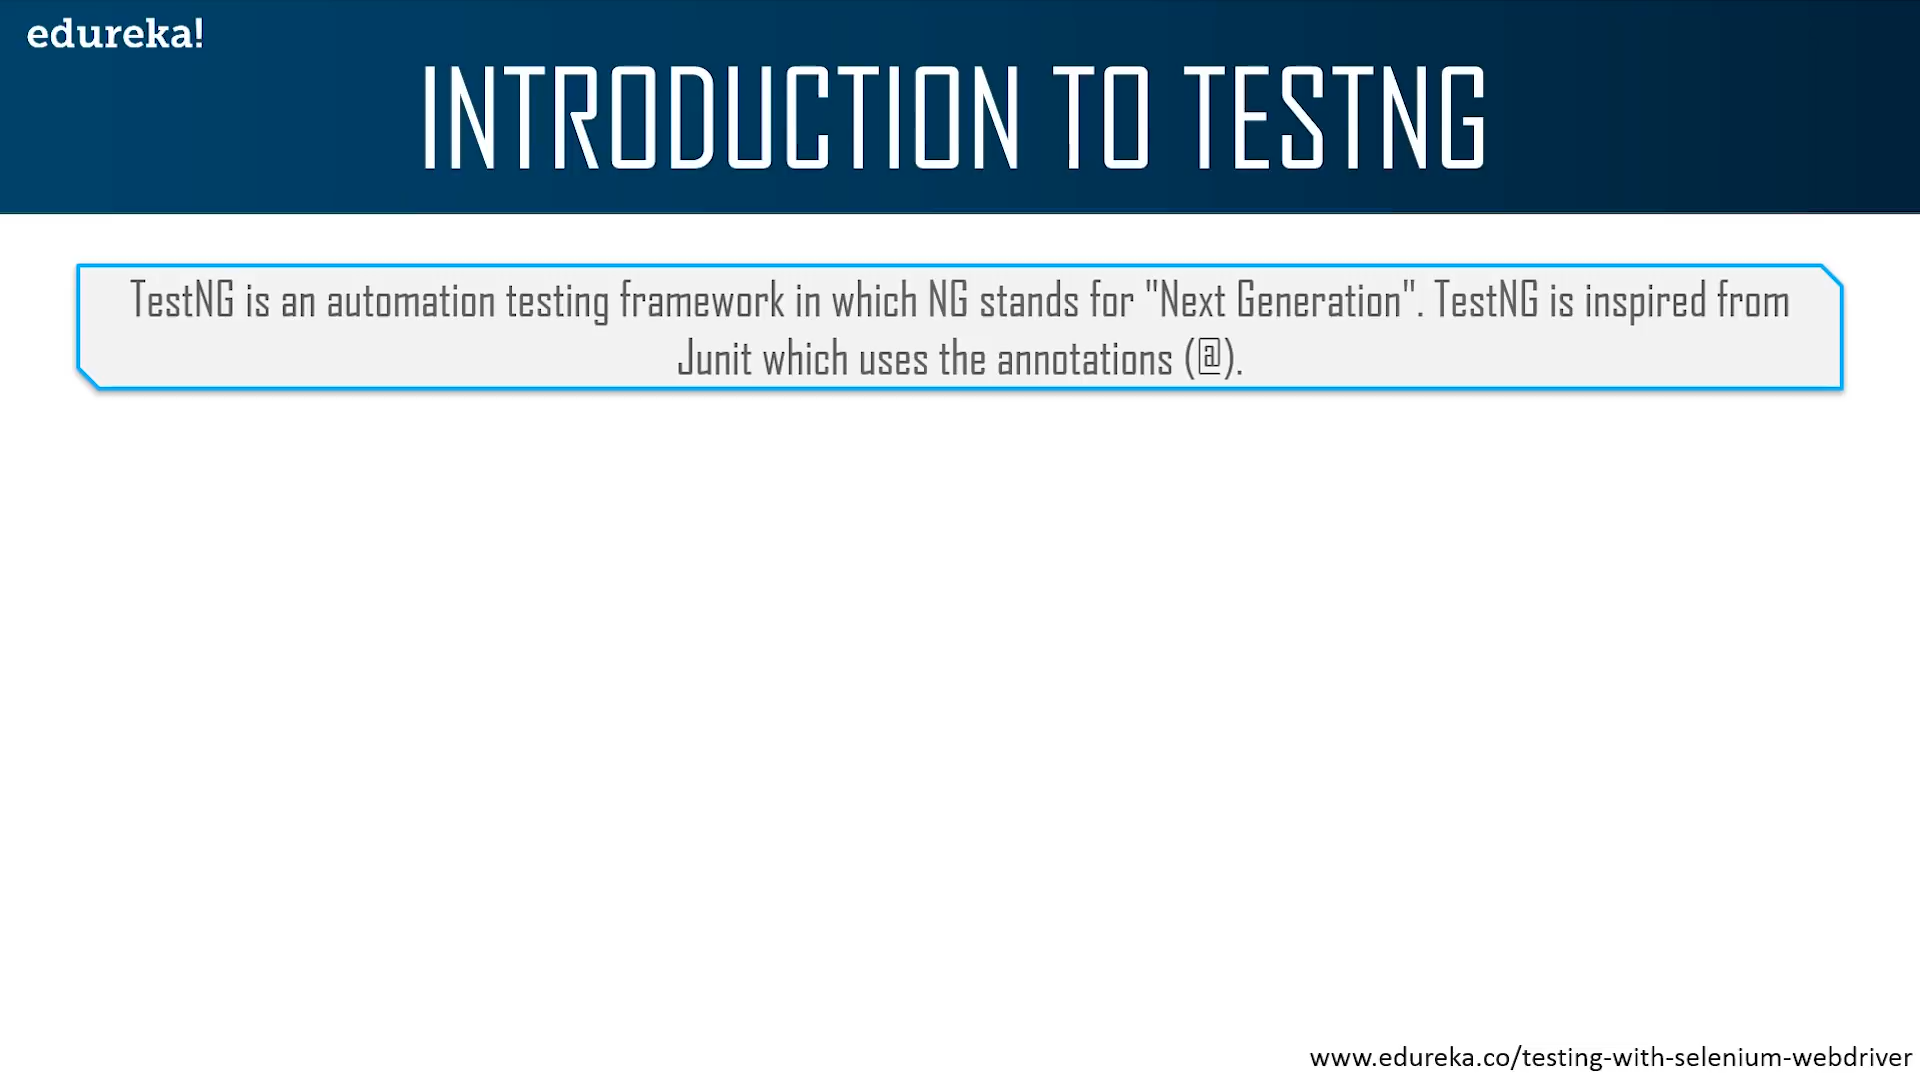 edureka!
INTRODUCTION TO TESTNG
TestNG is an automation testing framework in which NG stands for "Next Generation". TestNG is inspired from
Junit which uses the annotations (@).
www.edureka.co/testing-with-selenium-webdriver